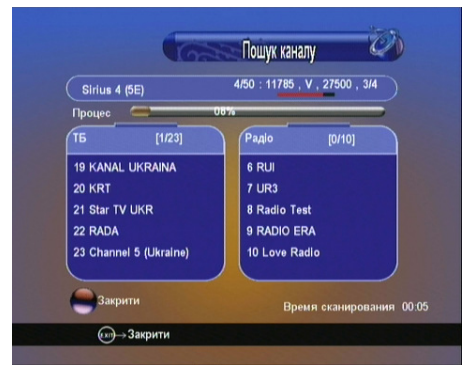 Пошук каналу
Sirius 4 (5E) 4/50 : 11785 , V , 27500 , 3/4
Процес 08%
ТБ [1/23]
19 KANAL UKRAINA
20 KRT
21 Star TV UKR
22 RADA
23 Channel 5 (Ukraine)
Радіо [0/10]
6 RUI
7 UR3
8 Radio Test
9 RADIO ERA
10 Love Radio
Закрити
Время сканирования 00:05
EXIT → Закрити